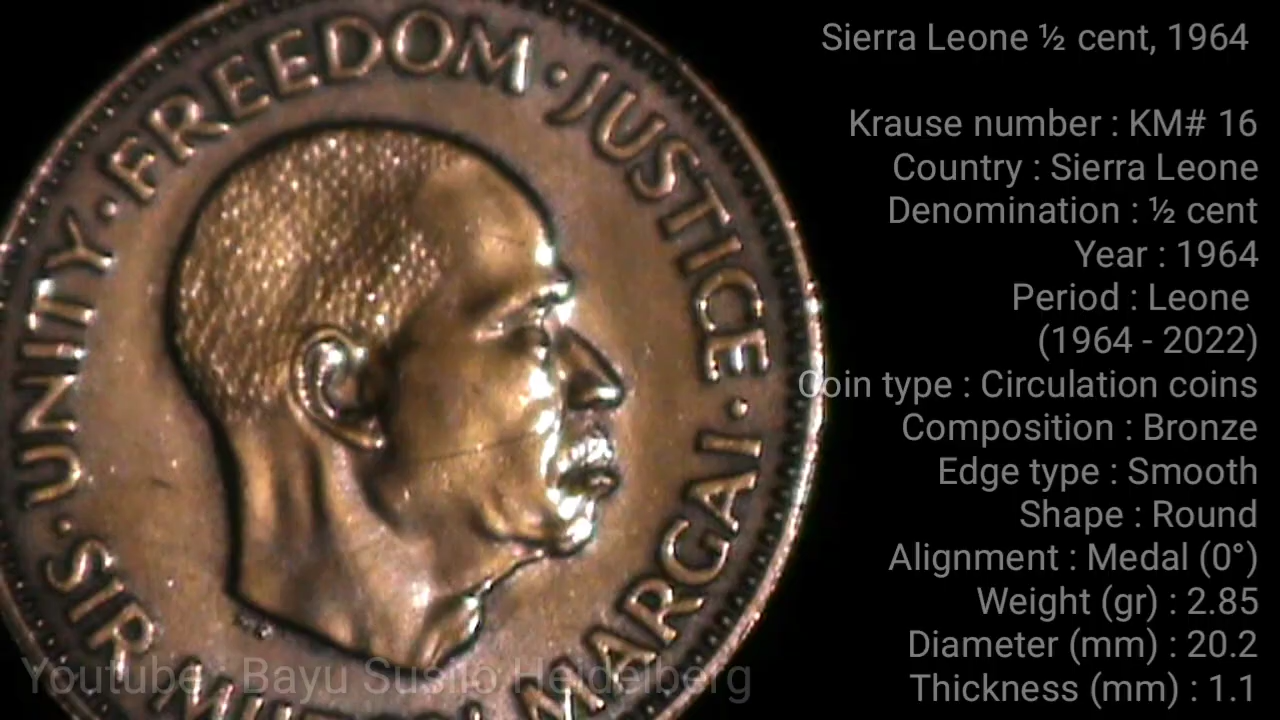 UNITY · FREEDOM · JUSTICE ·
SIR MILTON MARGAI
Sierra Leone ½ cent, 1964
Krause number : KM# 16
Country : Sierra Leone
Denomination : ½ cent
Year : 1964
Period : Leone
(1964 - 2022)
Coin type : Circulation coins
Composition : Bronze
Edge type : Smooth
Shape : Round
Alignment : Medal (0°)
Weight (gr) : 2.85
Diameter (mm) : 20.2
Thickness (mm) : 1.1
Youtube : Bayu Susilo Heidelberg